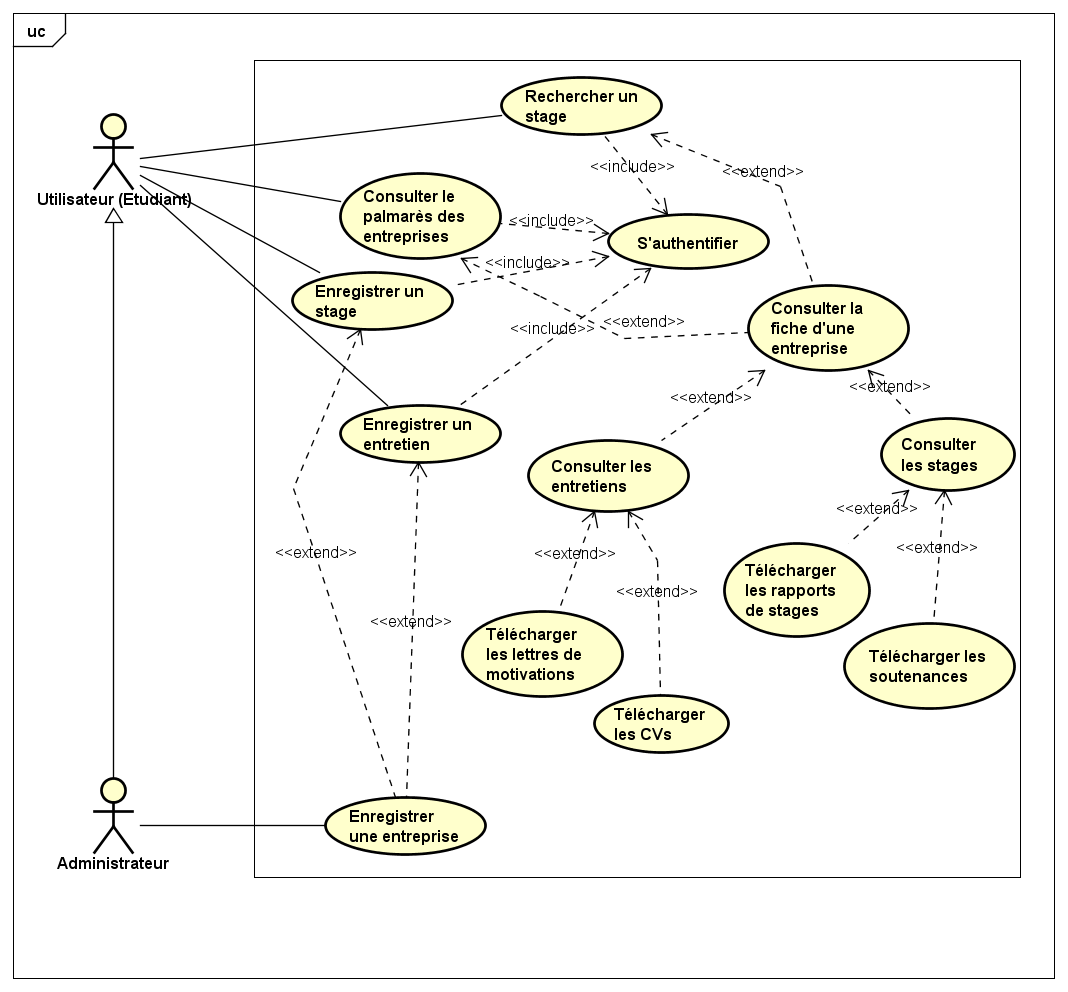 uc
Rechercher un
stage
<<include>>
<<extend>>
Utilisateur (Etudiant)
Consulter le
palmarès des
entreprises
<<include>>
S'authentifier
<<include>>
Enregistrer un
stage
<<extend>>
<<include>>
Consulter la
fiche d'une
entreprise
<<extend>>
<<extend>>
Enregistrer un
entretien
Consulter les
entretiens
Consulter
les stages
<<extend>>
<<extend>>
<<extend>>
<<extend>>
<<extend>>
<<extend>>
Télécharger
les rapports
de stages
Télécharger
les lettres de
motivations
Télécharger les
soutenances
Télécharger
les CVs
Enregistrer
une entreprise
Administrateur